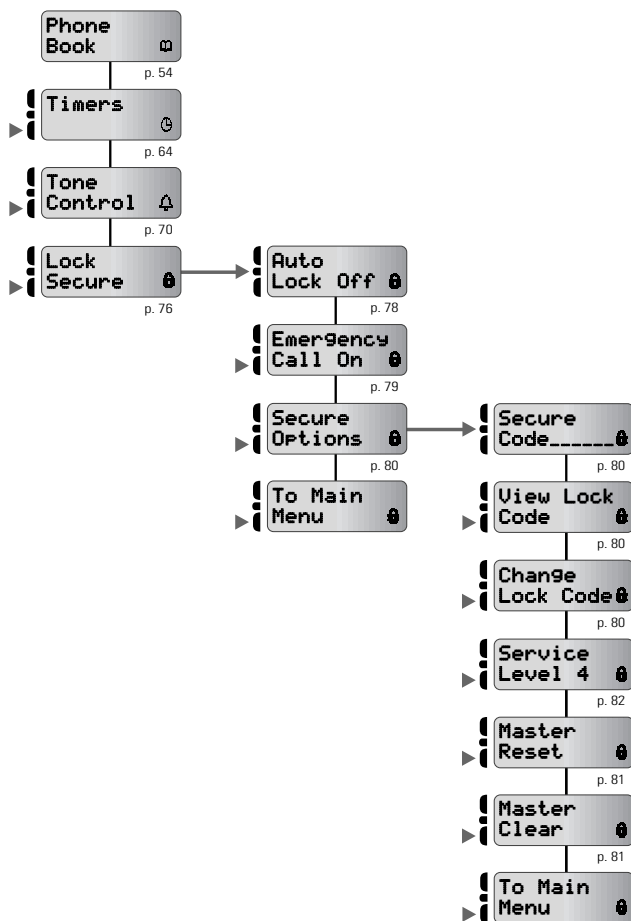 Phone
Book
p. 54
Timers
p. 64
Tone
Control
p. 70
Lock
Secure
p. 76
Auto
Lock Off
p. 78
Emergency
Call On
p. 79
Secure
Options
p. 80
To Main
Menu
Secure
Code______
p. 80
View Lock
Code
p. 80
Change
Lock Code
p. 80
Service
Level 4
p. 82
Master
Reset
p. 81
Master
Clear
p. 81
To Main
Menu